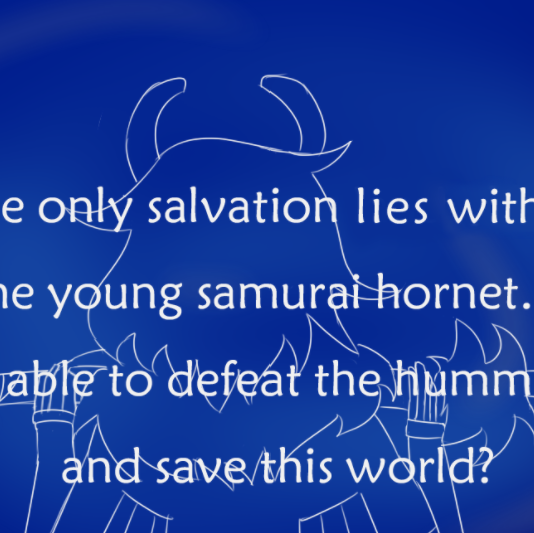 e only salvation lies with
he young samurai hornet.
able to defeat the humm
and save this world?